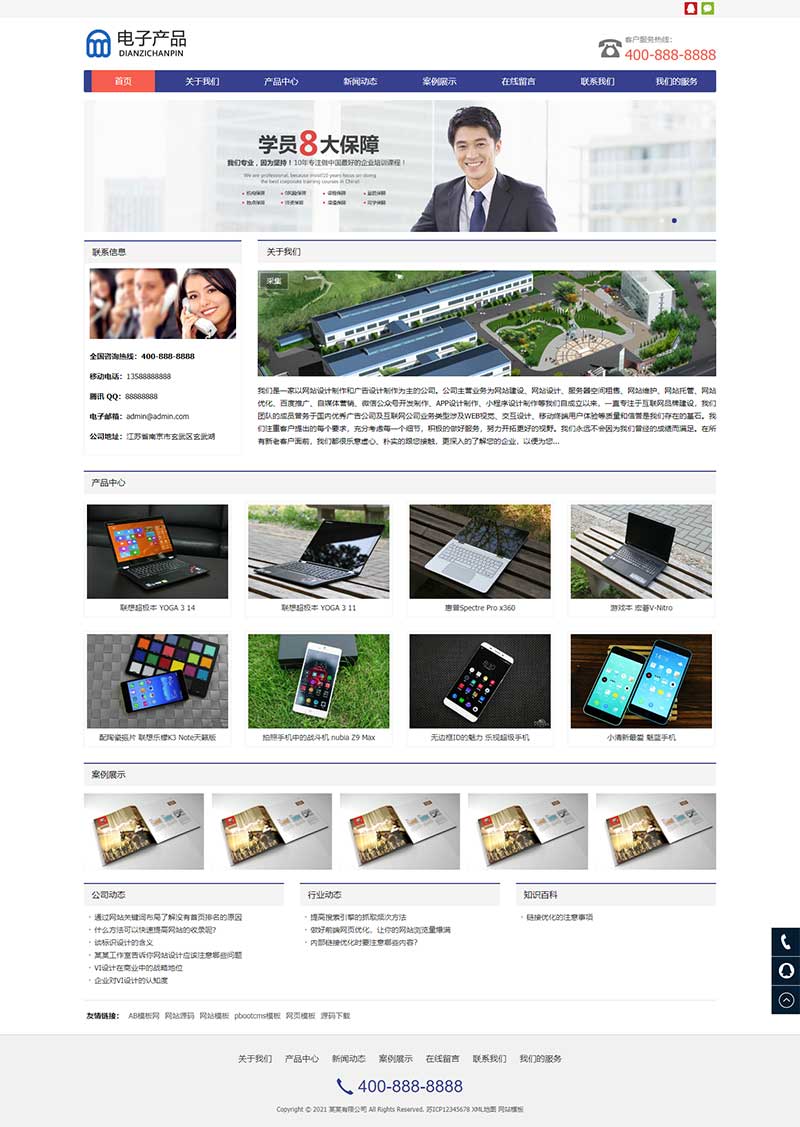 电子产品
DIANZICHANPIN
客户服务热线:
400-888-8888
首页 关于我们 产品中心 新闻动态 案例展示 在线留言 联系我们 我们的服务
学员8大保障
我们专业,因为坚持!10年专注做中国最好的企业培训课程!
We are professional, because most!10 years focus on doing
the best corporate training courses in China!
联系信息
全国咨询热线:400-888-8888
移动电话:13588888888
腾讯 QQ:88888888
电子邮箱:admin@admin.com
公司地址:江苏省南京市玄武区玄武湖
关于我们
采集
我们是一家以网站设计制作和广告设计制作为主的公司。公司主营业务为网站建设、网站设计、服务器空间租售、网站维护、网站托管、网站
优化、百度推广、自媒体营销、微信公众号开发制作、APP设计制作、小程序设计制作等我们自成立以来,一直专注于互联网品牌建设,我们
团队的成员曾务于国内优秀广告公司及互联网公司业务类型涉及WEB视觉、交互设计、移动终端用户体验等质量和信誉是我们存在的基石。我
们注重客户提出的每个要求,充分考虑每一个细节,积极的做好服务,努力开拓更好的视野。我们永远不会因为我们曾经的成绩而满足。在所
有新老客户面前,我们都很乐意虚心、朴实的跟您接触,更深入的了解您的企业,以便为您...
产品中心
联想超极本 YOGA 3 14
联想超极本 YOGA 3 11
惠普Spectre Pro x360
游戏本 宏碁V-Nitro
配陶瓷振片 联想乐檬K3 Note天籁版
拍照手机中的战斗机 nubia Z9 Max
无边框ID的魅力 乐视超级手机
小清新最爱 魅蓝手机
案例展示
公司动态
通过网站关键词布局了解没有首页排名的原因
什么方法可以快速提高网站的收录呢?
谈标识设计的含义
某某工作室告诉你网站设计应该注意哪些问题
VI设计在商业中的战略地位
企业对VI设计的认知度
行业动态
提高搜索引擎的抓取频次方法
做好前端网页优化,让你的网站浏览量爆满
内部链接优化时要注意哪些内容?
知识百科
链接优化的注意事项
友情链接: AB模板网 网站源码 网站模板 pbootcms模板 网页模板 源码下载
关于我们 产品中心 新闻动态 案例展示 在线留言 联系我们 我们的服务
400-888-8888
Copyright © 2021 某某有限公司 All Rights Reserved. 苏ICP12345678 XML地图 网站模板